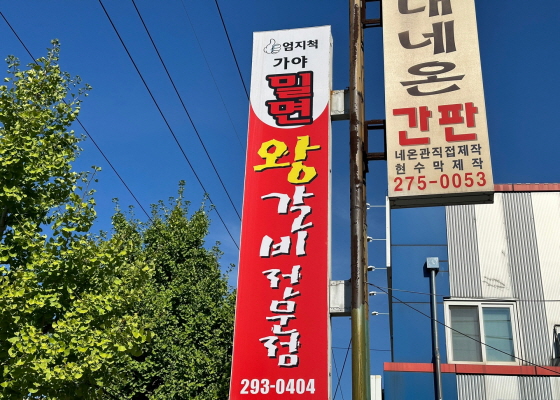 엄지척
가야
밀면
왕갈비전문점
293-0404
네온
간판
네온관직접제작
현수막제작
275-0053